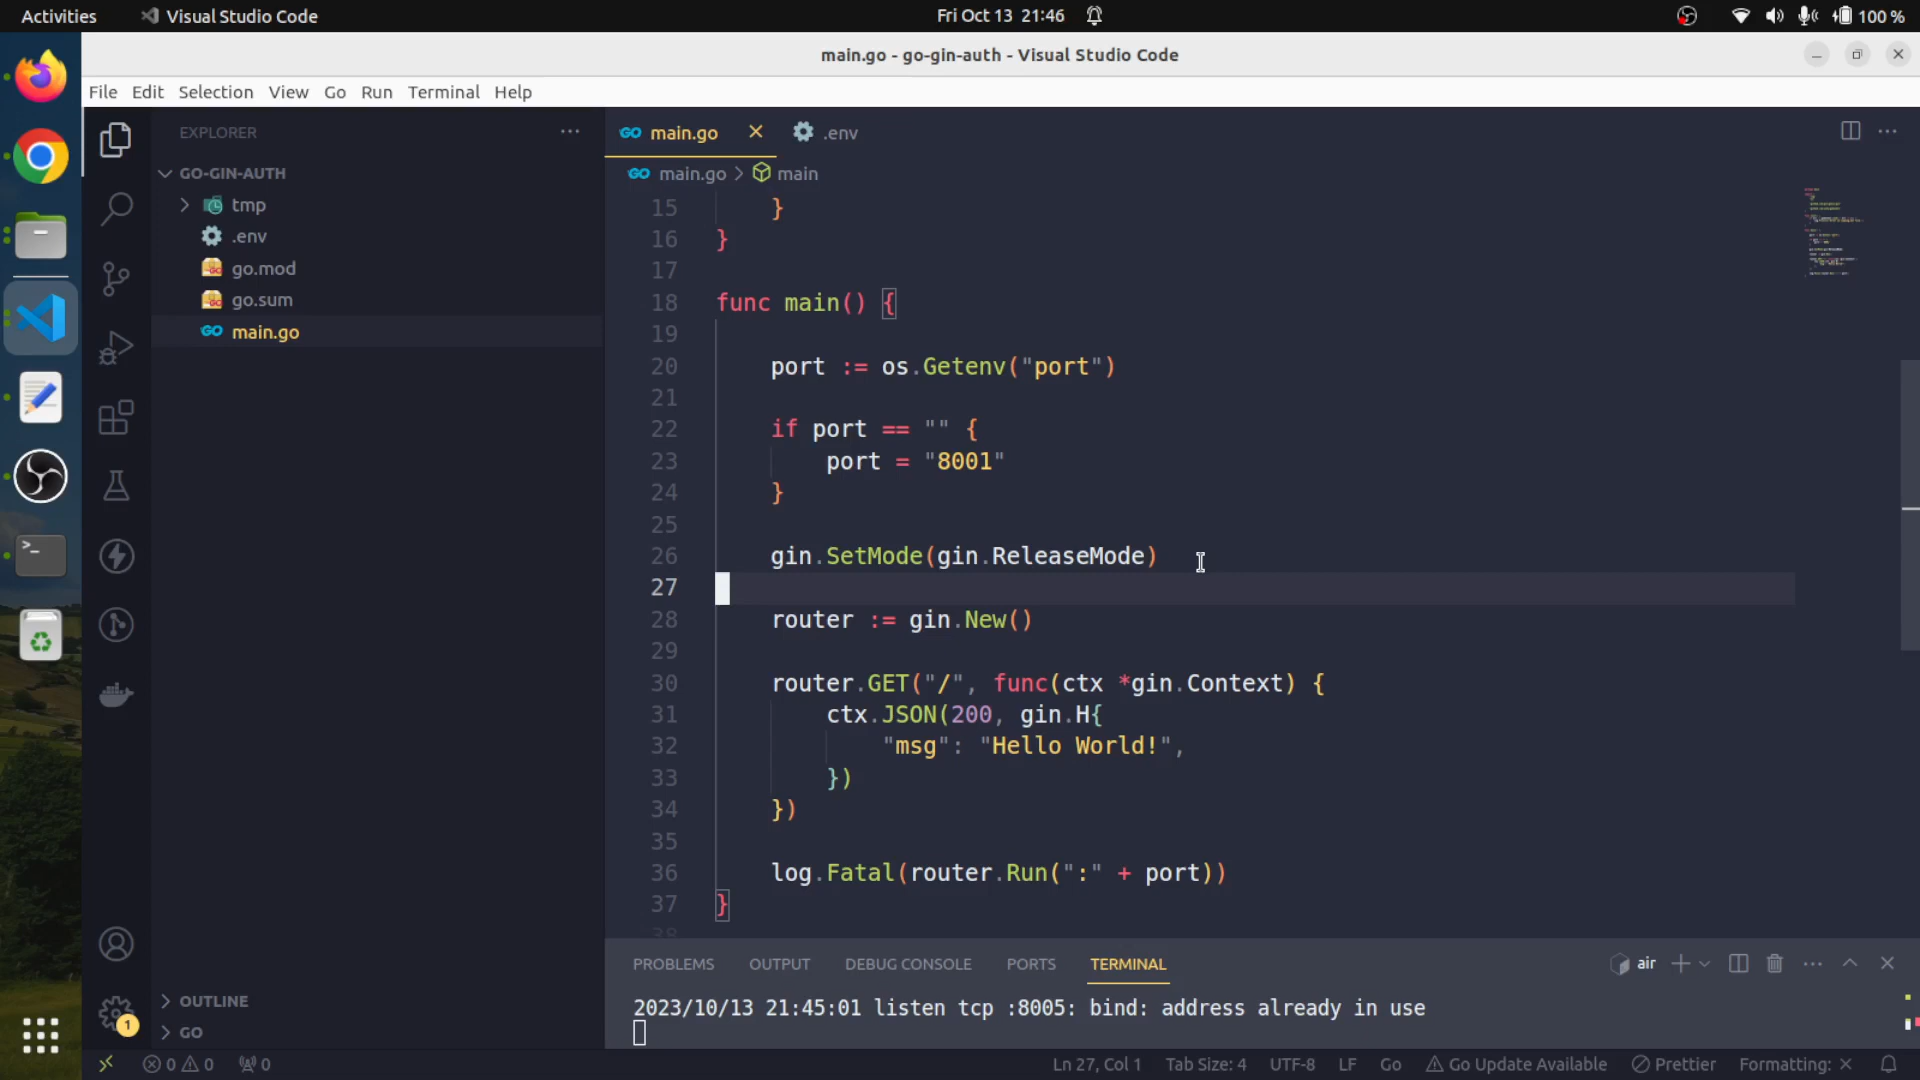 Activities
Visual Studio Code
Fri Oct 13 21:46
100 %
main.go - go-gin-auth - Visual Studio Code
File Edit Selection View Go Run Terminal Help
EXPLORER
GO-GIN-AUTH
tmp
.env
go.mod
go.sum
main.go
OUTLINE
GO
1
main.go
.env
main.go > main
15 }
16 }
17
18 func main() {
19
20 port := os.Getenv("port")
21
22 if port == "" {
23 port = "8001"
24 }
25
26 gin.SetMode(gin.ReleaseMode)
27
28 router := gin.New()
29
30 router.GET("/", func(ctx *gin.Context) {
31 ctx.JSON(200, gin.H{
32 "msg": "Hello World!",
33 })
34 })
35
36 log.Fatal(router.Run(":" + port))
37 }
38
PROBLEMS OUTPUT DEBUG CONSOLE PORTS TERMINAL
air
2023/10/13 21:45:01 listen tcp :8005: bind: address already in use
0 0 0
Ln 27, Col 1 Tab Size: 4 UTF-8 LF Go Go Update Available Prettier Formatting: ×